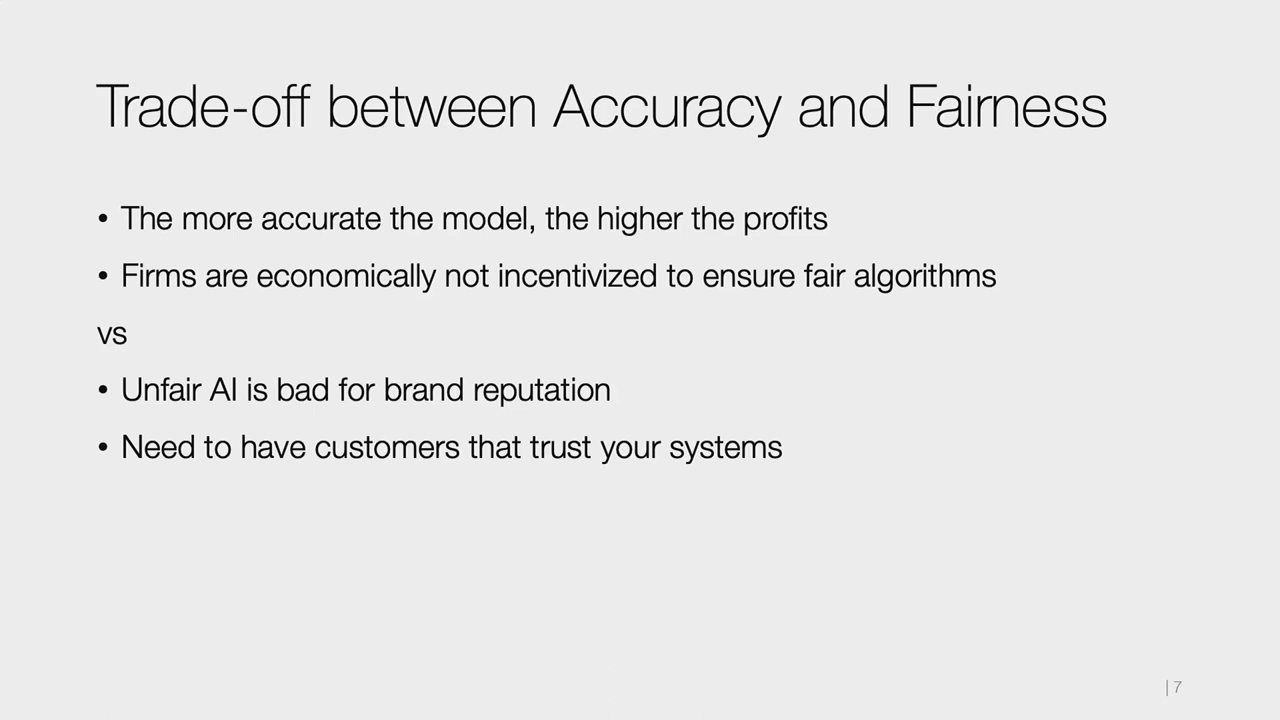 Trade-off between Accuracy and Fairness
• The more accurate the model, the higher the profits
• Firms are economically not incentivized to ensure fair algorithms
vs
• Unfair AI is bad for brand reputation
• Need to have customers that trust your systems
| 7